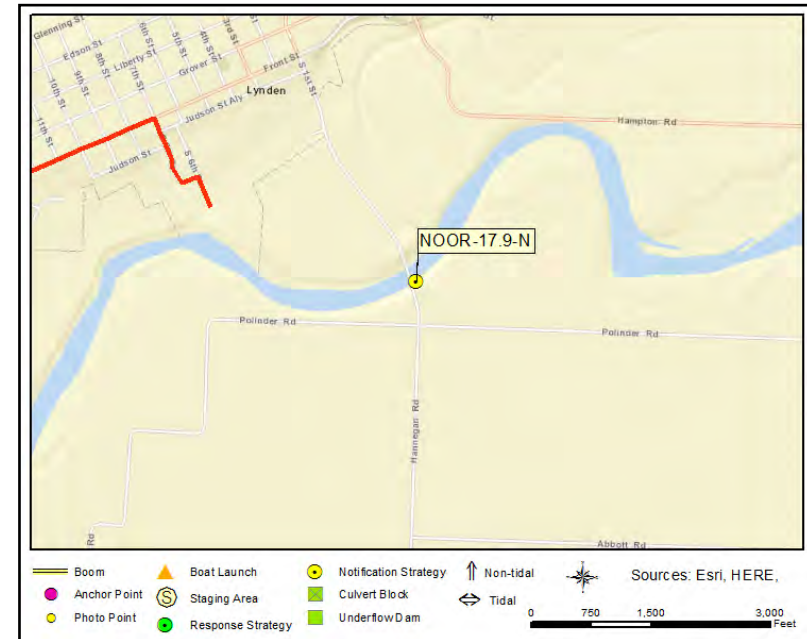 Glenning St
Edson St
Liberty St
Grover St
Front St
6th St
5th St
4th St
3rd St
S 1st St
11th St
10th St
9th St
8th St
7th St
Lynden
Judson St Aly
Judson St
S 6th
Hampton Rd
NOOR-17.9-N
Polinder Rd
Polinder Rd
Hannegan Rd
Rd
Abbott Rd
Boom
Boat Launch
Notification Strategy
Non-tidal
Sources: Esri, HERE,
Anchor Point
S
Staging Area
Culvert Block
Tidal
Photo Point
Response Strategy
Underflow Dam
0 750 1,500 3,000
Feet